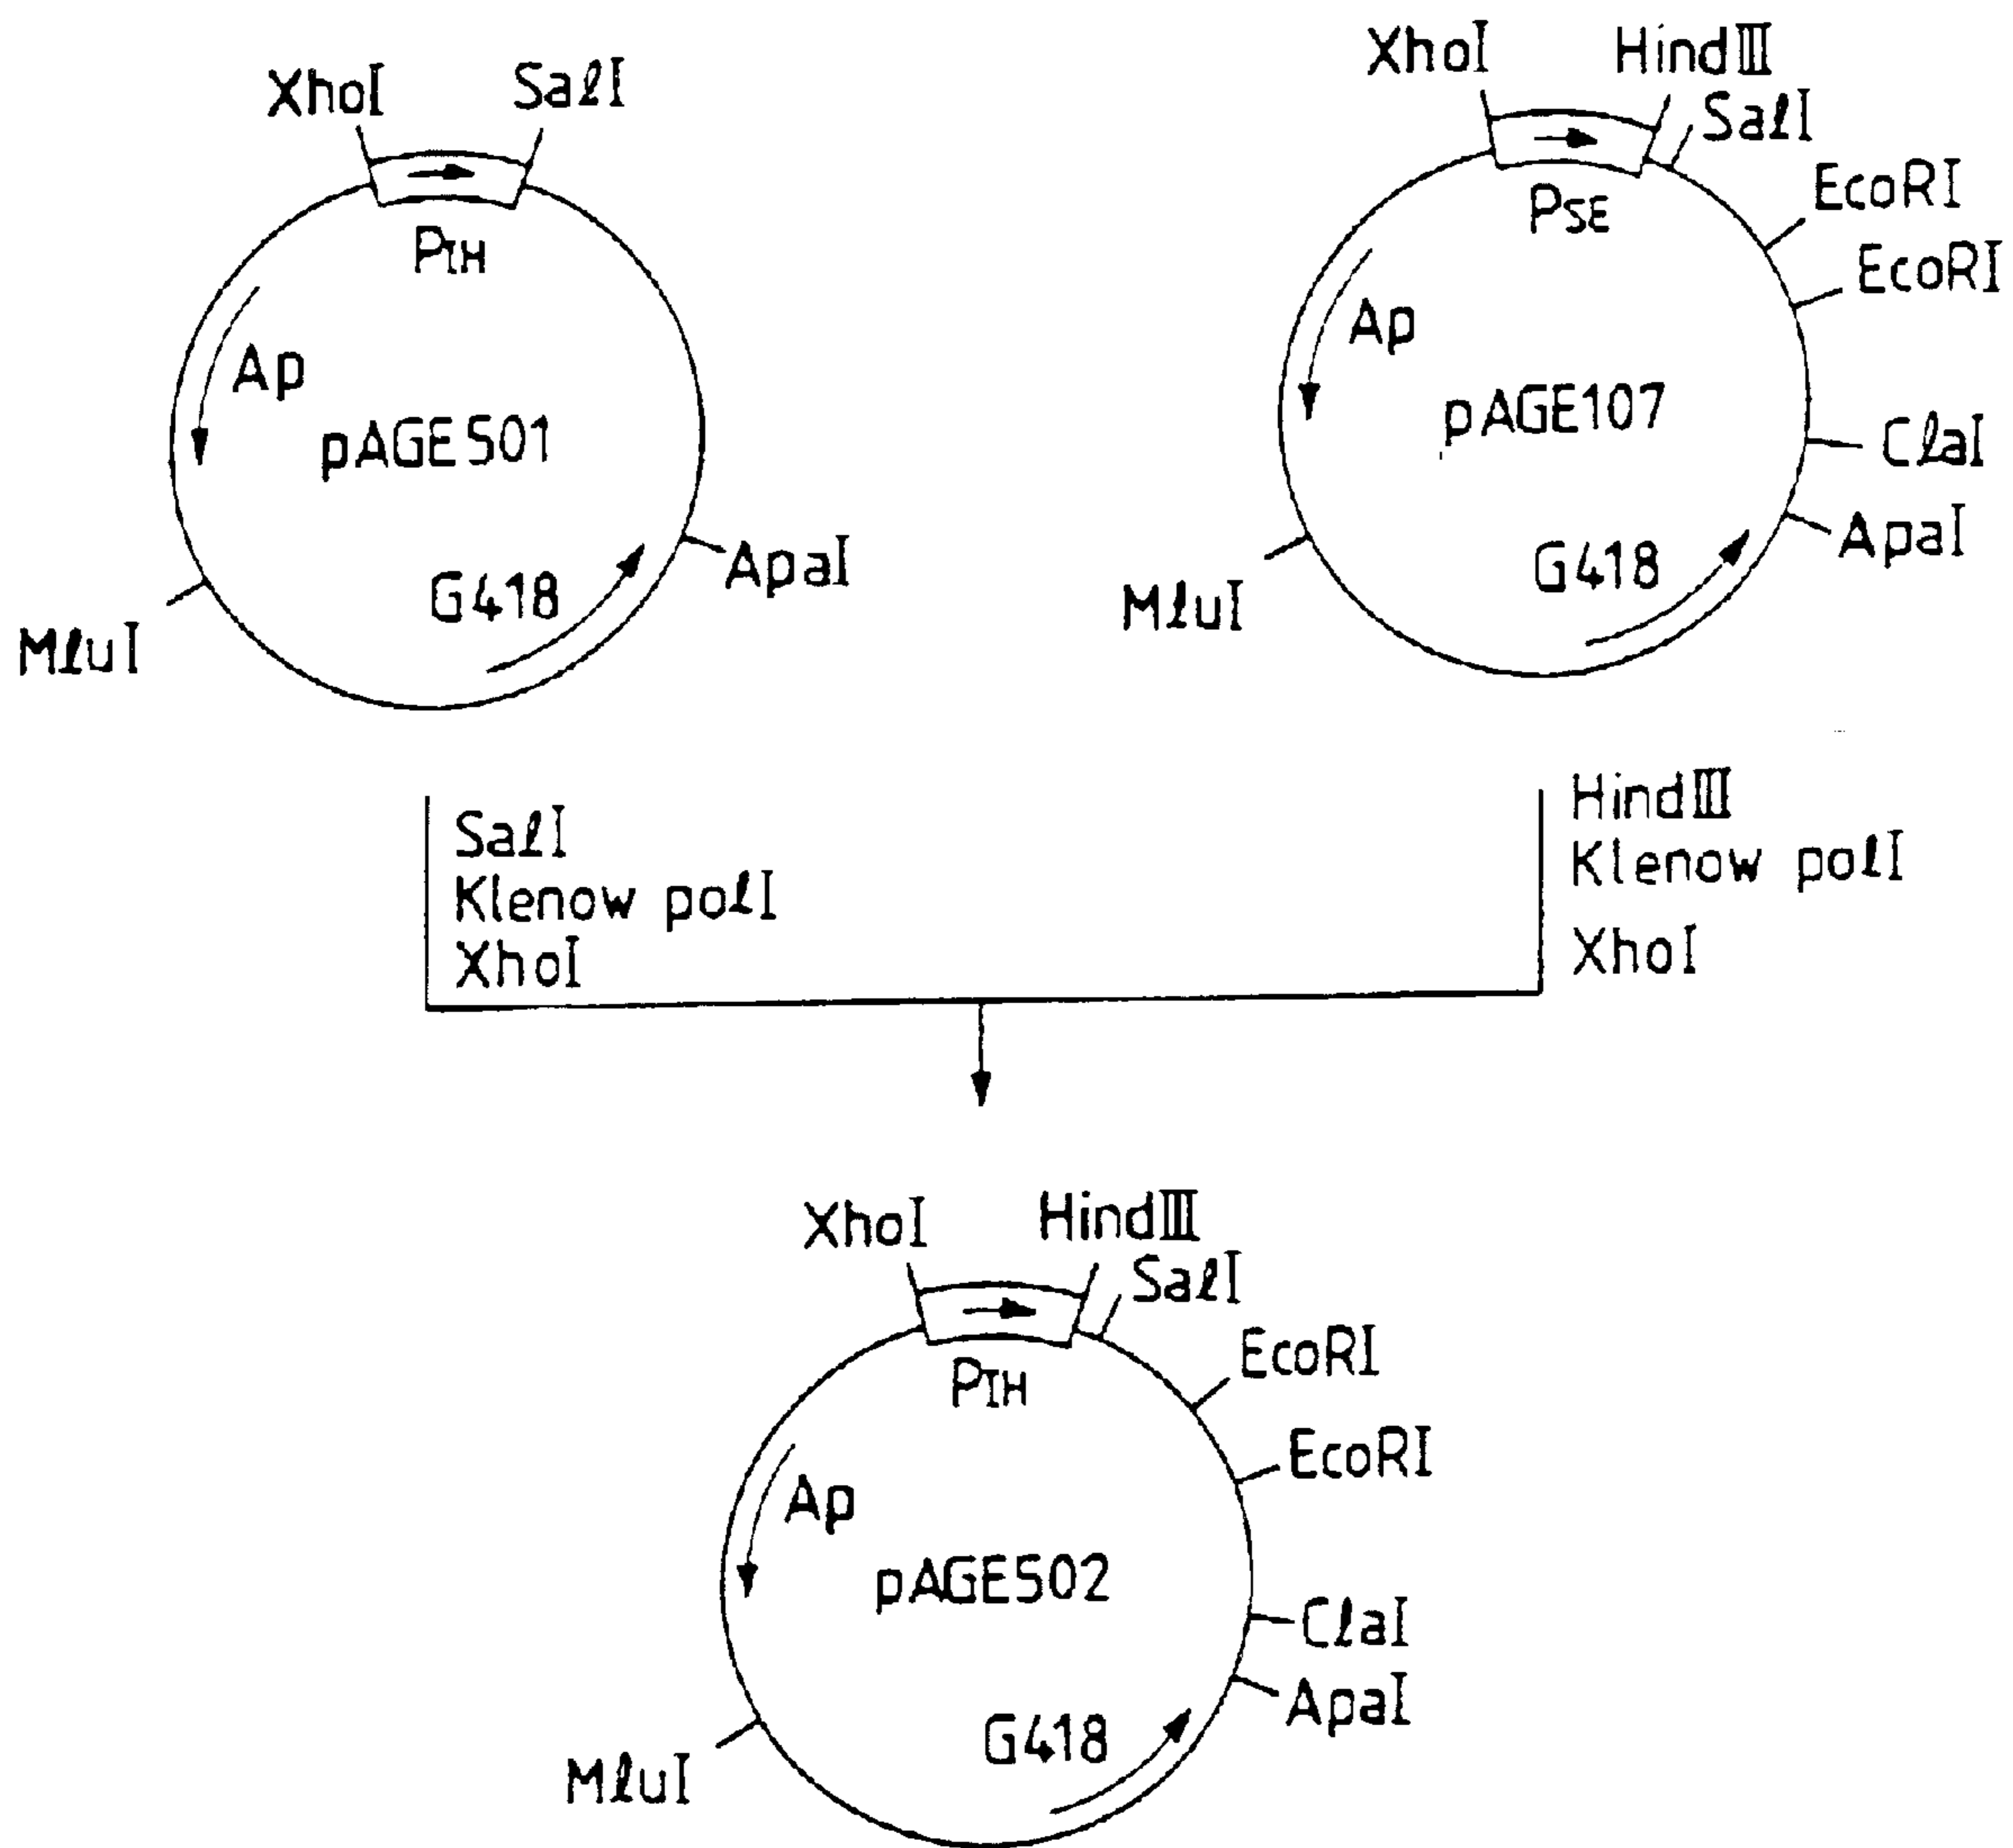 XhoI
SalI
PIH
Ap
pAGE501
ApaI
G418
MluI
XhoI
HindIII
SalI
PSE
EcoRI
EcoRI
Ap
pAGE107
ClaI
ApaI
G418
MluI
SalI
Klenow polI
XhoI
HindIII
Klenow polI
XhoI
XhoI
HindIII
SalI
PIH
EcoRI
EcoRI
Ap
pAGE502
ClaI
ApaI
G418
MluI